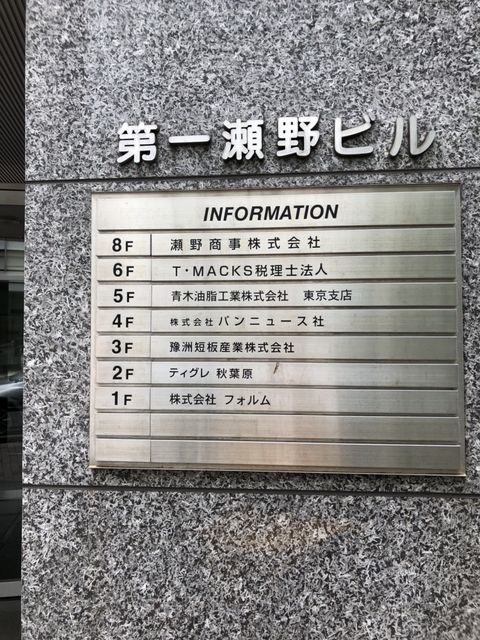 第一瀬野ビル
INFORMATION
8F 瀬野商事株式会社
6F T・MACKS税理士法人
5F 青木油脂工業株式会社 東京支店
4F 株式会社 パンニュース社
3F 豫洲短板産業株式会社
2F ティグレ 秋葉原
1F 株式会社 フォルム